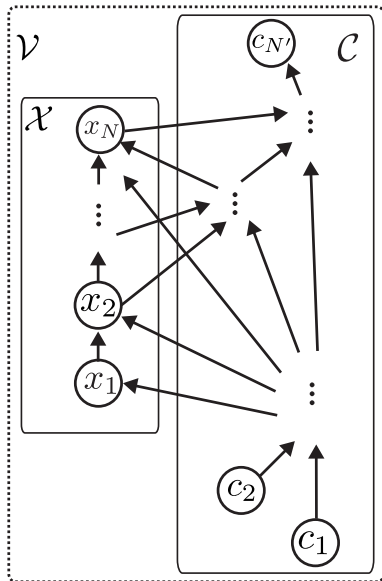 𝒱
𝒞
c_{N'}
𝒳
x_N
⋮
⋮
⋮
x_2
x_1
⋮
c_2
c_1